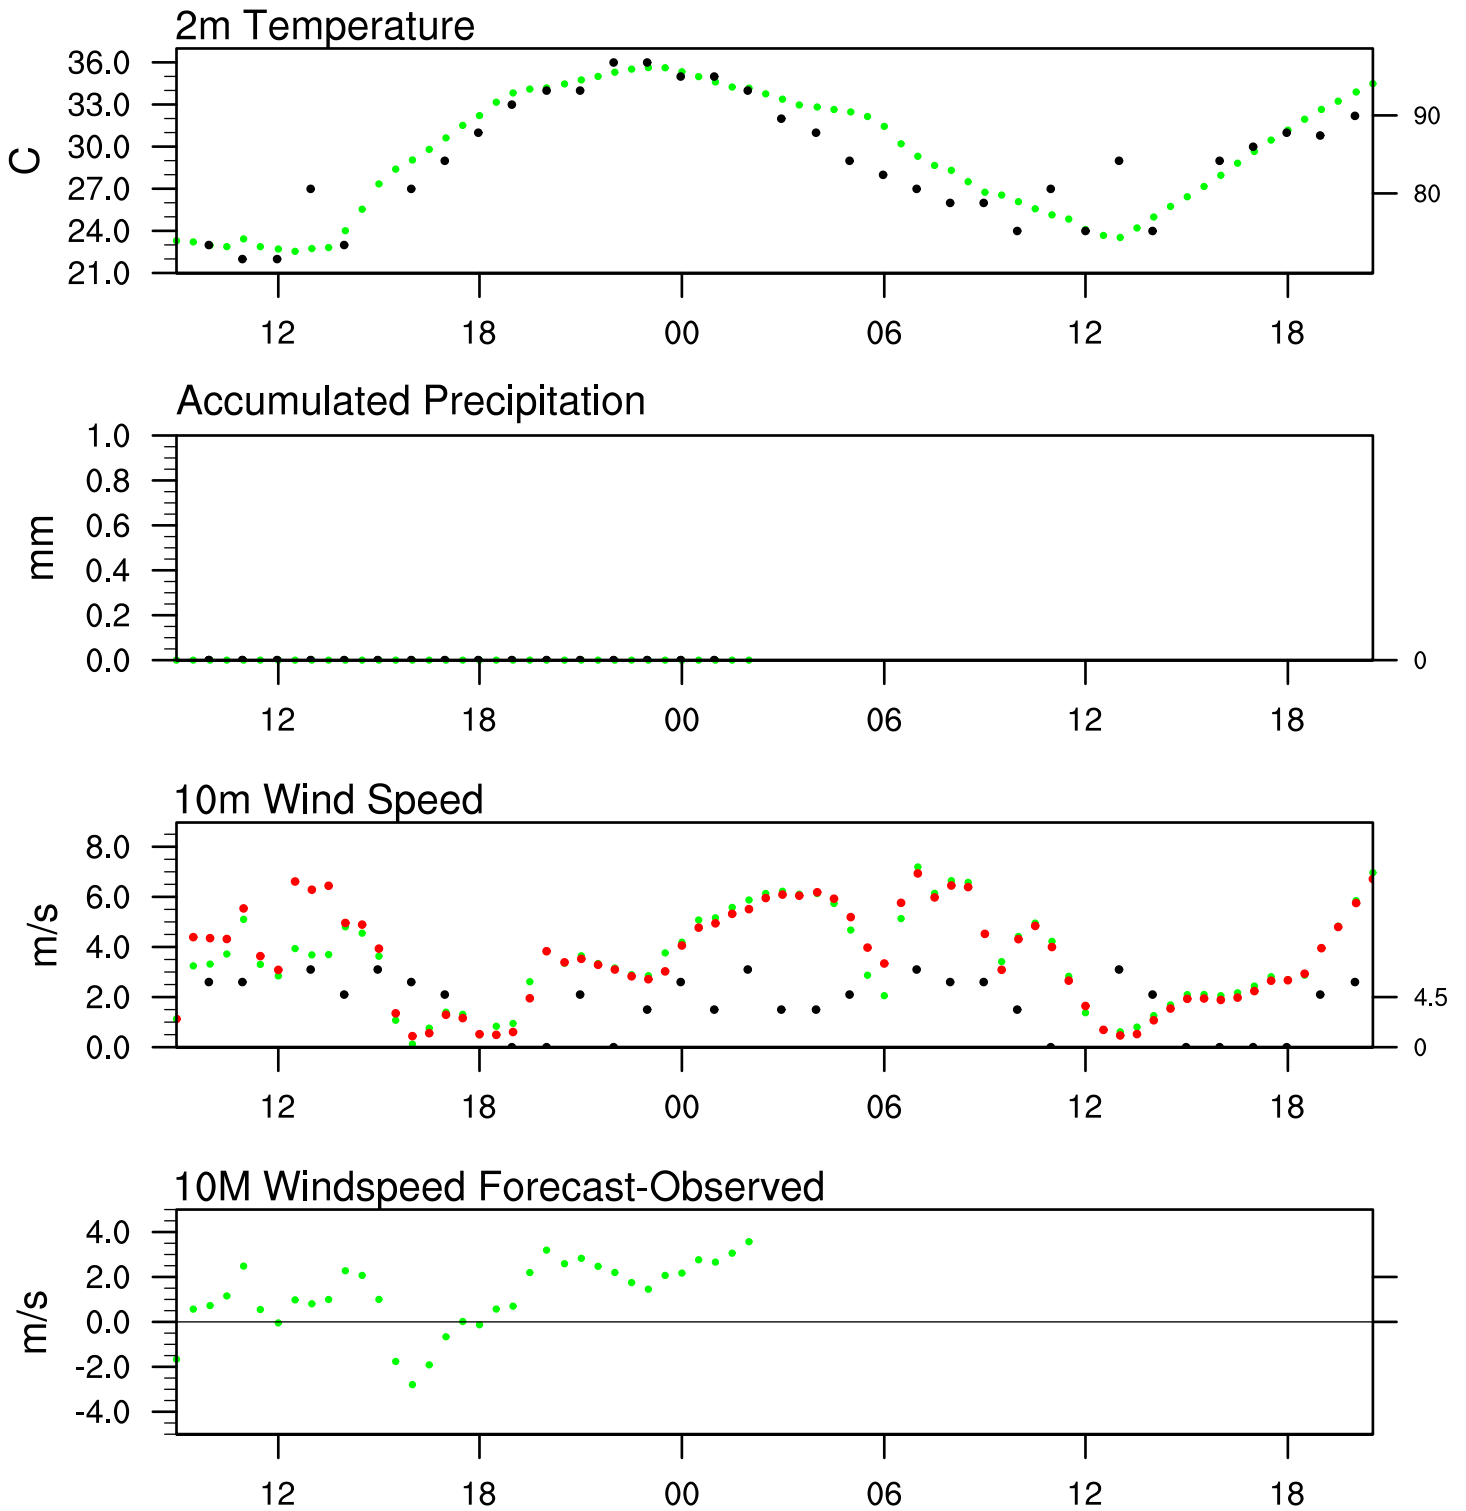 2m Temperature
36.0
33.0
90
30.0
C
27.0
80
24.0
21.0
12 18 00 06 12 18
Accumulated Precipitation
1.0
0.8
0.6
mm
0.4
0.2
0.0
0
12 18 00 06 12 18
10m Wind Speed
8.0
6.0
m/s
4.0
2.0
4.5
0.0
0
12 18 00 06 12 18
10M Windspeed Forecast-Observed
4.0
2.0
m/s
0.0
-2.0
-4.0
12 18 00 06 12 18